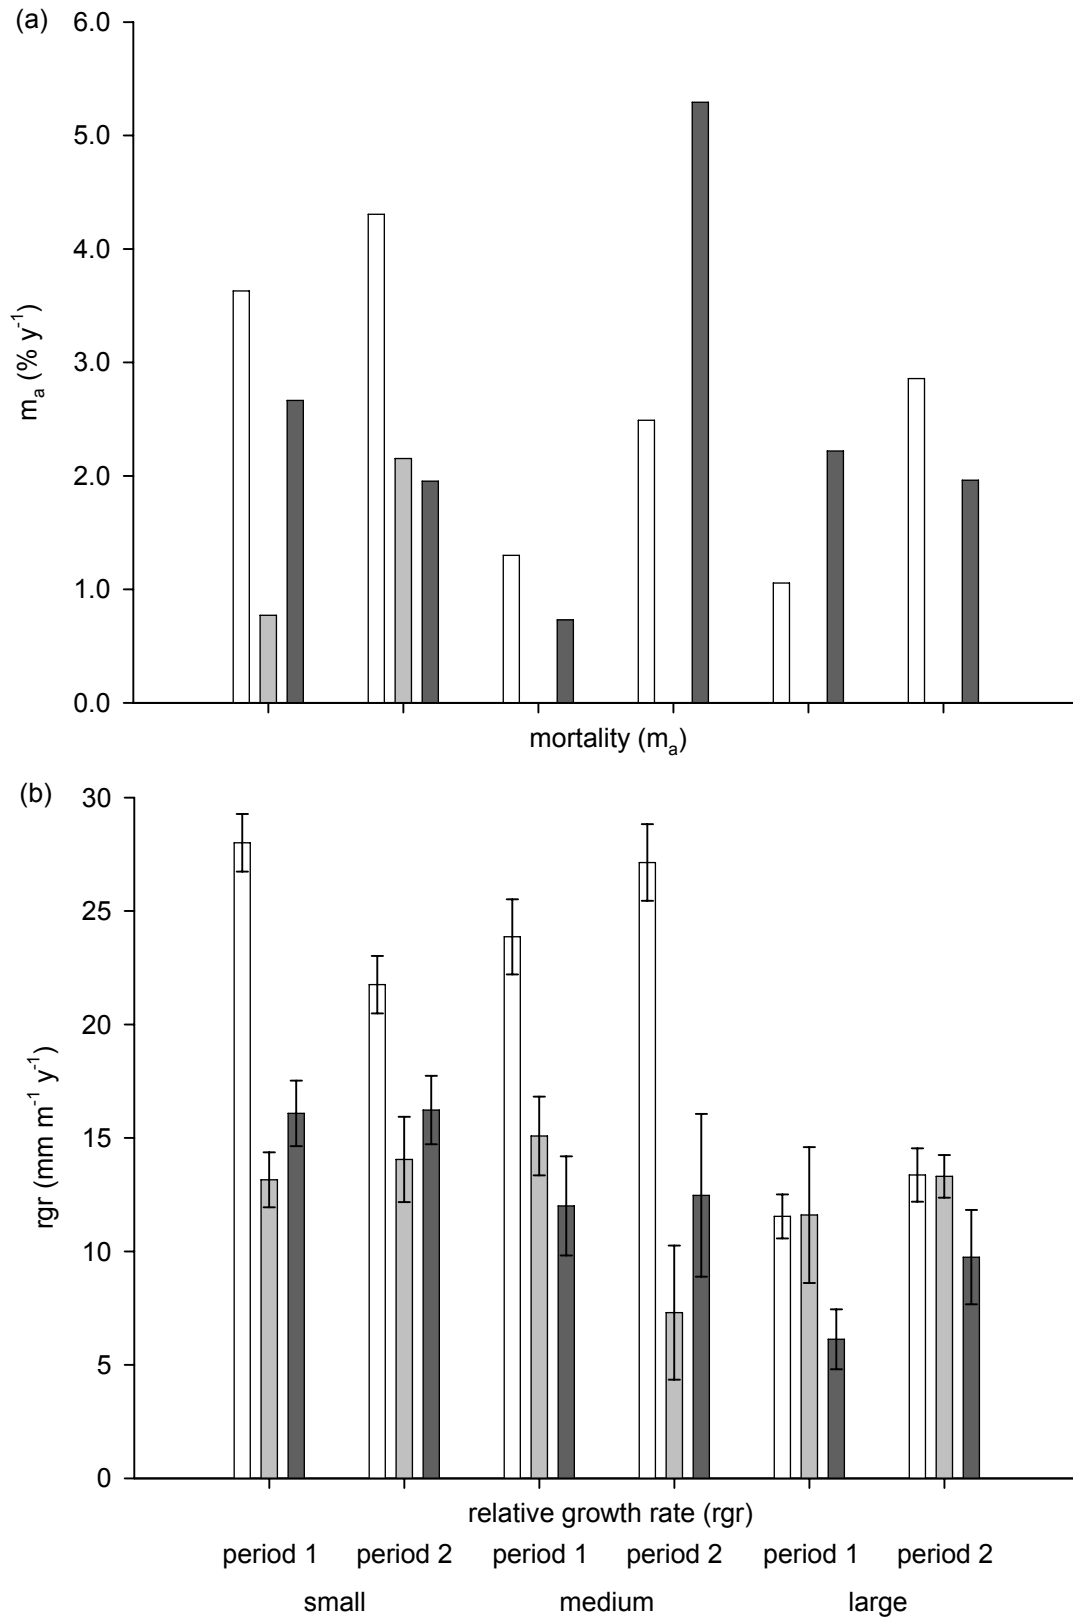 (a)
6.0
5.0
4.0
3.0
2.0
1.0
0.0
mₐ (% y⁻¹)
mortality (mₐ)
(b)
30
25
20
15
10
5
0
rgr (mm m⁻¹ y⁻¹)
relative growth rate (rgr)
period 1 period 2 period 1 period 2 period 1 period 2
small medium large